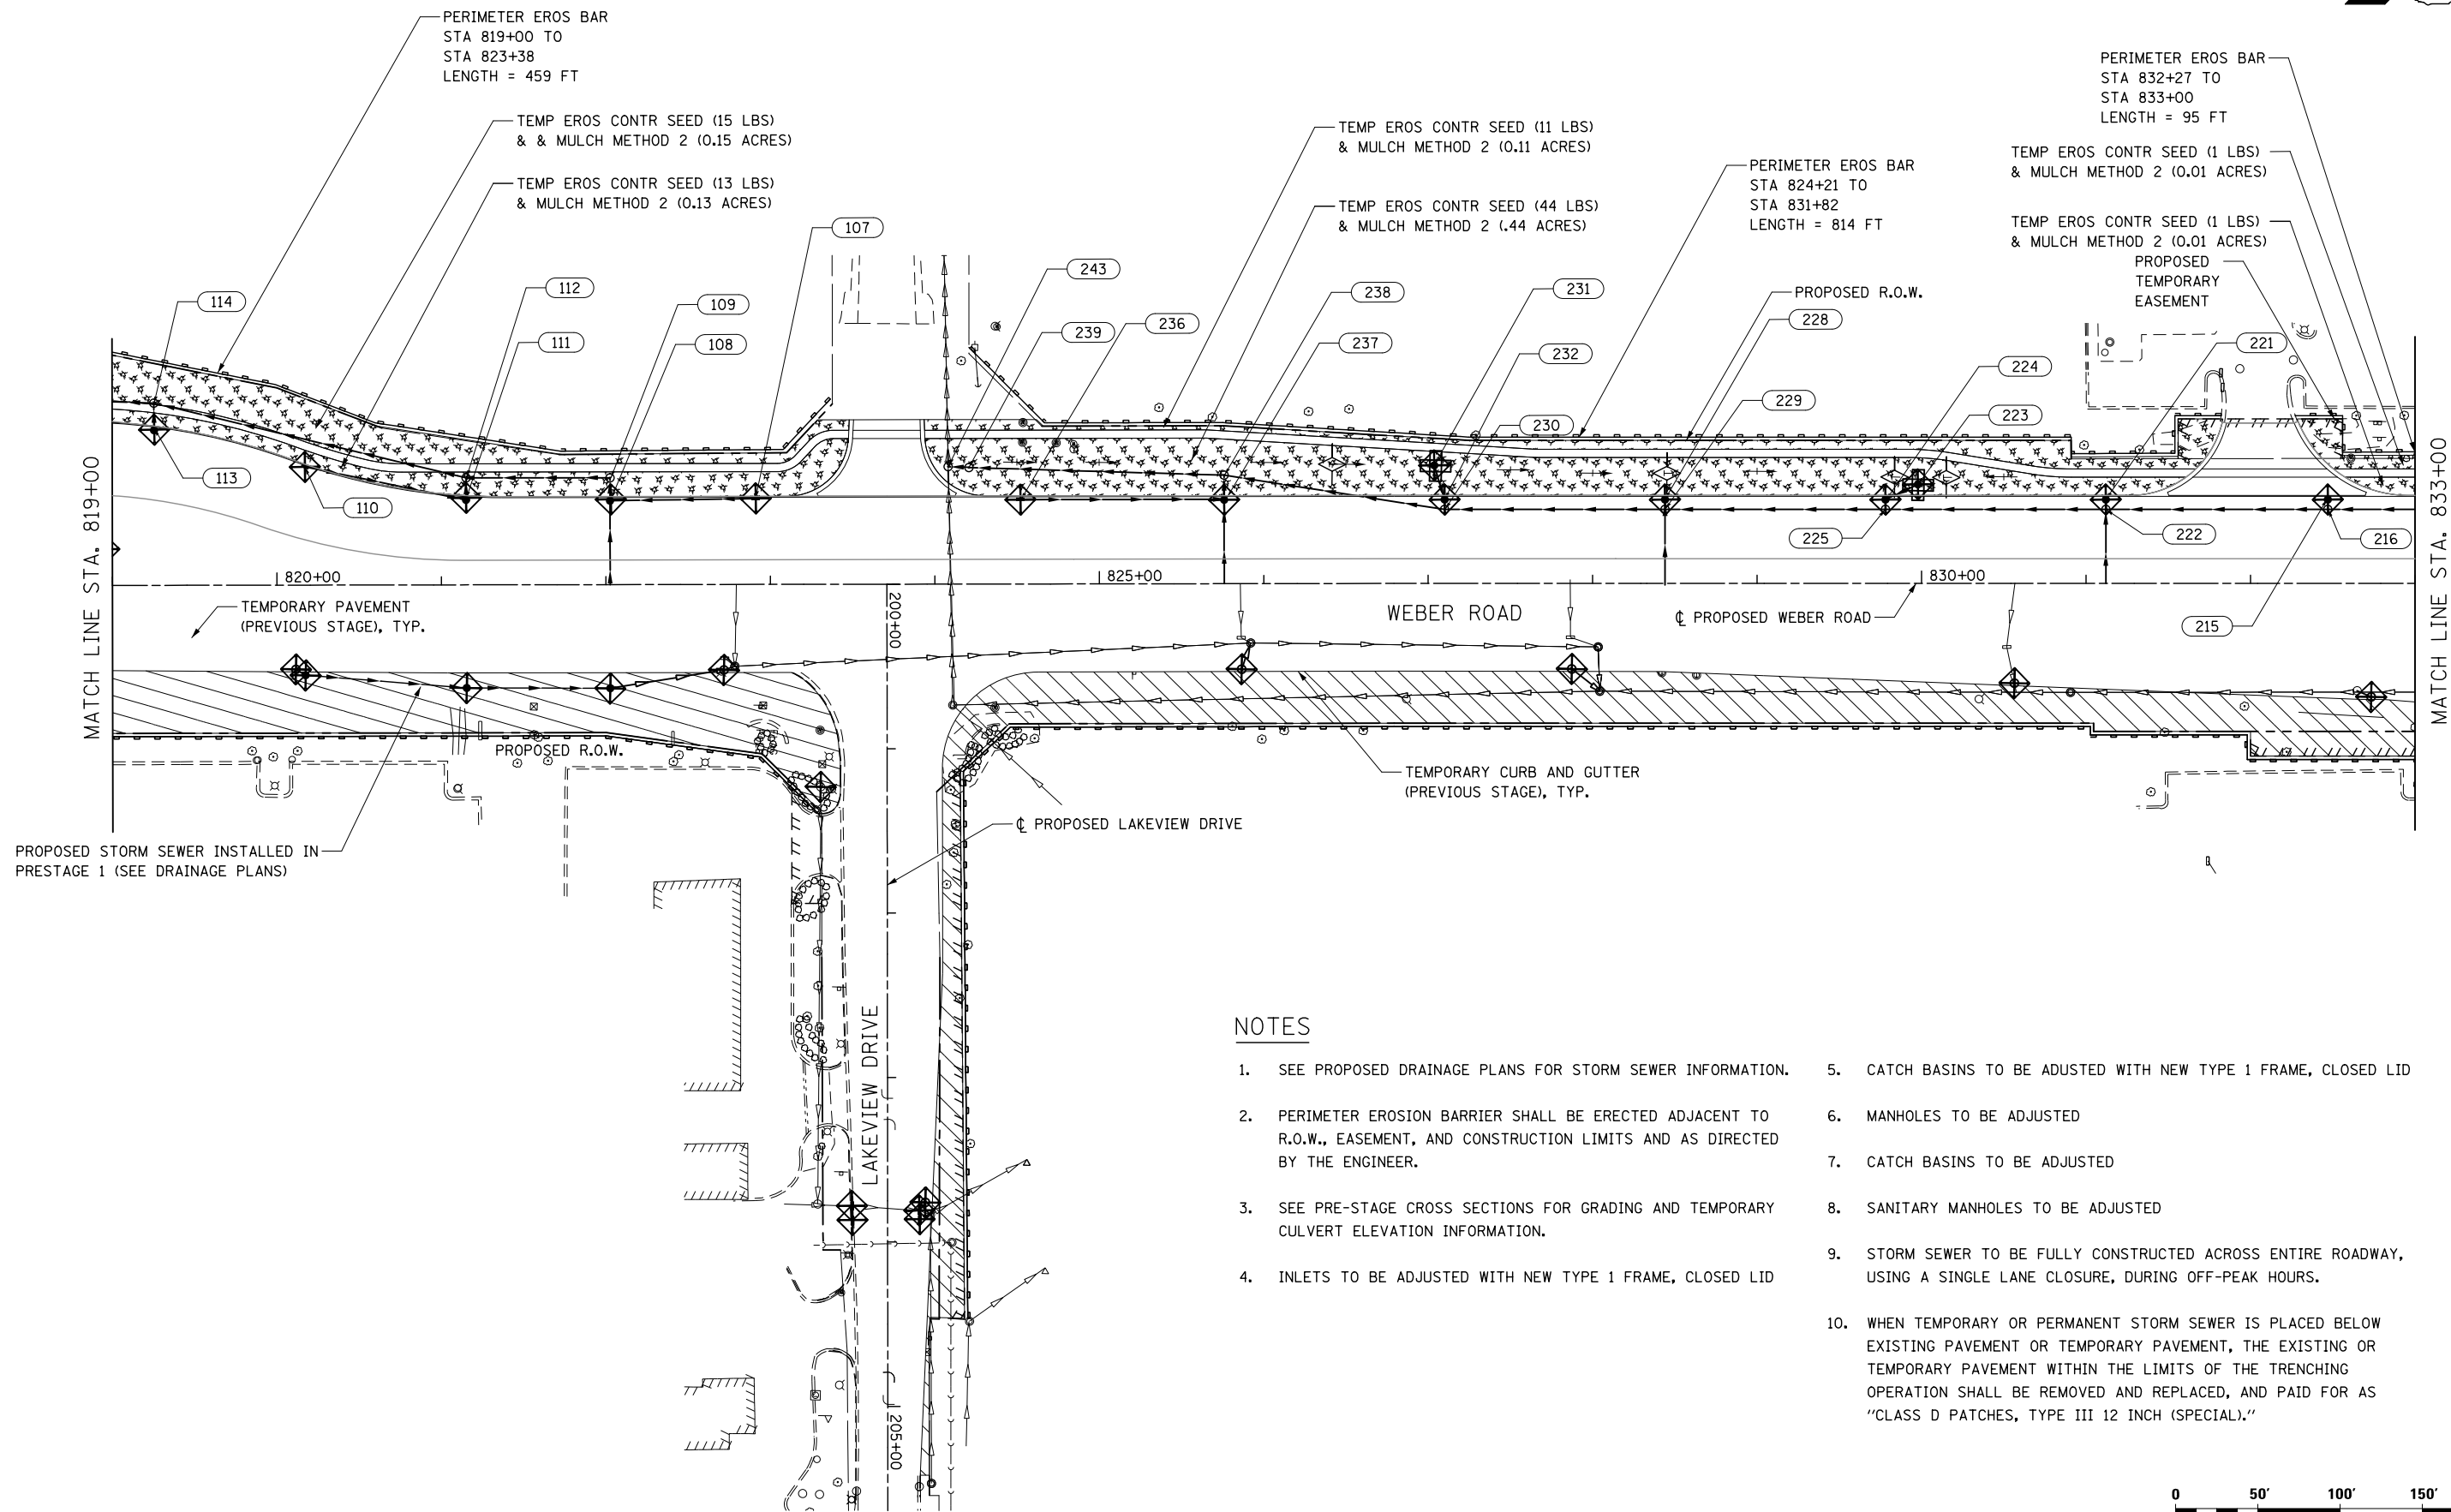 PERIMETER EROS BAR
STA 819+00 TO
STA 823+38
LENGTH = 459 FT
TEMP EROS CONTR SEED (15 LBS)
& & MULCH METHOD 2 (0.15 ACRES)
TEMP EROS CONTR SEED (13 LBS)
& MULCH METHOD 2 (0.13 ACRES)
TEMP EROS CONTR SEED (11 LBS)
& MULCH METHOD 2 (0.11 ACRES)
TEMP EROS CONTR SEED (44 LBS)
& MULCH METHOD 2 (.44 ACRES)
PERIMETER EROS BAR
STA 824+21 TO
STA 831+82
LENGTH = 814 FT
PERIMETER EROS BAR
STA 832+27 TO
STA 833+00
LENGTH = 95 FT
TEMP EROS CONTR SEED (1 LBS)
& MULCH METHOD 2 (0.01 ACRES)
TEMP EROS CONTR SEED (1 LBS)
& MULCH METHOD 2 (0.01 ACRES)
PROPOSED
TEMPORARY
EASEMENT
PROPOSED R.O.W.
114
112
111
109
108
107
243
239
236
238
237
231
232
230
228
229
224
223
221
113
110
225
222
216
215
MATCH LINE STA. 819+00
MATCH LINE STA. 833+00
820+00
825+00
830+00
200+00
205+00
TEMPORARY PAVEMENT
(PREVIOUS STAGE), TYP.
WEBER ROAD
℄ PROPOSED WEBER ROAD
PROPOSED R.O.W.
TEMPORARY CURB AND GUTTER
(PREVIOUS STAGE), TYP.
℄ PROPOSED LAKEVIEW DRIVE
PROPOSED STORM SEWER INSTALLED IN
PRESTAGE 1 (SEE DRAINAGE PLANS)
LAKEVIEW DRIVE
NOTES
1. SEE PROPOSED DRAINAGE PLANS FOR STORM SEWER INFORMATION.
2. PERIMETER EROSION BARRIER SHALL BE ERECTED ADJACENT TO
R.O.W., EASEMENT, AND CONSTRUCTION LIMITS AND AS DIRECTED
BY THE ENGINEER.
3. SEE PRE-STAGE CROSS SECTIONS FOR GRADING AND TEMPORARY
CULVERT ELEVATION INFORMATION.
4. INLETS TO BE ADJUSTED WITH NEW TYPE 1 FRAME, CLOSED LID
5. CATCH BASINS TO BE ADUSTED WITH NEW TYPE 1 FRAME, CLOSED LID
6. MANHOLES TO BE ADJUSTED
7. CATCH BASINS TO BE ADJUSTED
8. SANITARY MANHOLES TO BE ADJUSTED
9. STORM SEWER TO BE FULLY CONSTRUCTED ACROSS ENTIRE ROADWAY,
USING A SINGLE LANE CLOSURE, DURING OFF-PEAK HOURS.
10. WHEN TEMPORARY OR PERMANENT STORM SEWER IS PLACED BELOW
EXISTING PAVEMENT OR TEMPORARY PAVEMENT, THE EXISTING OR
TEMPORARY PAVEMENT WITHIN THE LIMITS OF THE TRENCHING
OPERATION SHALL BE REMOVED AND REPLACED, AND PAID FOR AS
"CLASS D PATCHES, TYPE III 12 INCH (SPECIAL)."
0 50' 100' 150'